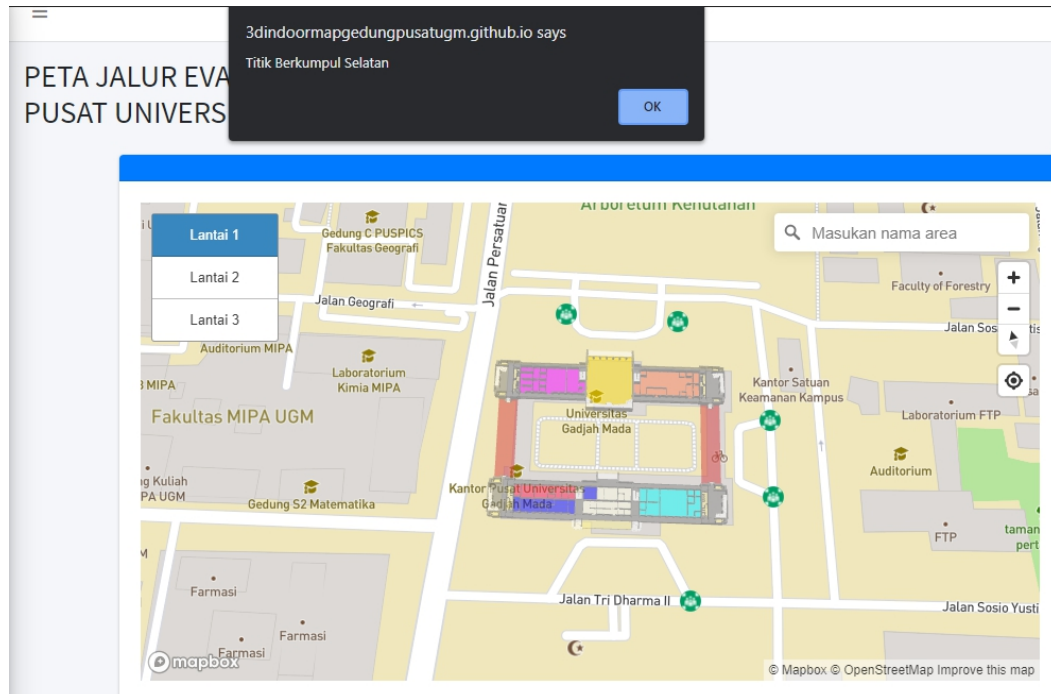 3dindoormapgedungpusatugm.github.io says
Titik Berkumpul Selatan
OK
PETA JALUR EVA
PUSAT UNIVERS
Arboretum Kehutanan
Masukan nama area
Lantai 1
Lantai 2
Lantai 3
Gedung C PUSPICS
Fakultas Geografi
Jalan Persatuan
Faculty of Forestry
Jalan Geografi
Jalan Sos
Auditorium MIPA
Laboratorium
Kimia MIPA
MIPA
Fakultas MIPA UGM
Kantor Satuan
Keamanan Kampus
Laboratorium FTP
Universitas
Gadjah Mada
Auditorium
g Kuliah
PA UGM
Gedung S2 Matematika
Kantor Pusat Universitas
Gadjah Mada
FTP
taman
pert
M
Farmasi
Jalan Tri Dharma II
Jalan Sosio Yusti
Farmasi
Farmasi
mapbox
© Mapbox © OpenStreetMap Improve this map